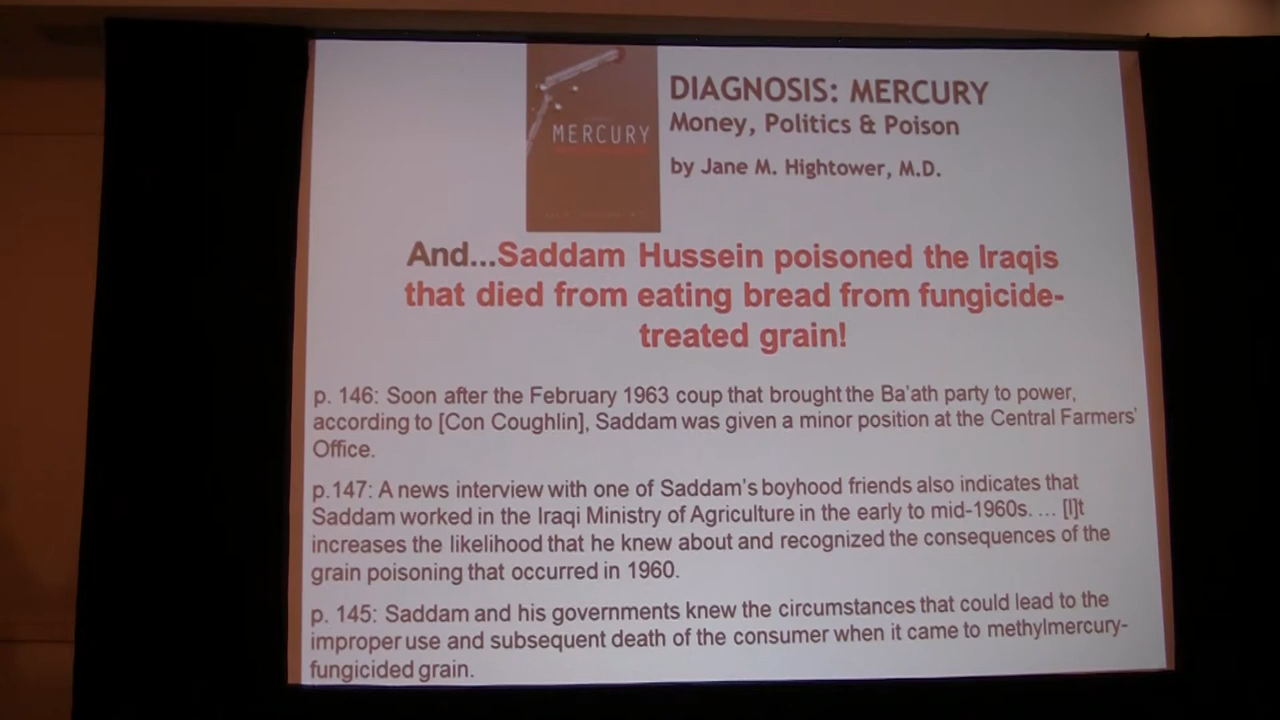 MERCURY
DIAGNOSIS: MERCURY
Money, Politics & Poison
by Jane M. Hightower, M.D.
And...Saddam Hussein poisoned the Iraqis
that died from eating bread from fungicide-
treated grain!
p. 146: Soon after the February 1963 coup that brought the Ba'ath party to power,
according to [Con Coughlin], Saddam was given a minor position at the Central Farmers'
Office.
p.147: A news interview with one of Saddam's boyhood friends also indicates that
Saddam worked in the Iraqi Ministry of Agriculture in the early to mid-1960s. ... [I]t
increases the likelihood that he knew about and recognized the consequences of the
grain poisoning that occurred in 1960.
p. 145: Saddam and his governments knew the circumstances that could lead to the
improper use and subsequent death of the consumer when it came to methylmercury-
fungicided grain.